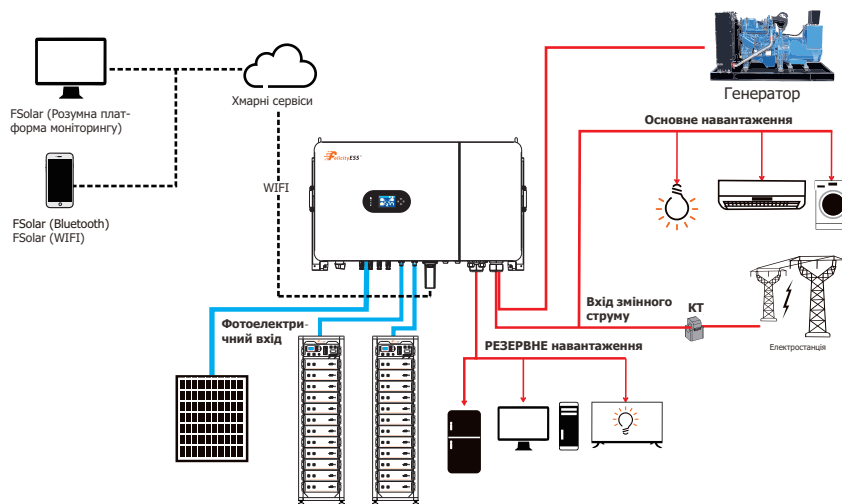 FSolar (Розумна плат-
форма моніторингу)
Хмарні сервіси
Генератор
Основне навантаження
FelicityESS™
WIFI
FSolar (Bluetooth)
FSolar (WIFI)
Вхід змінного
струму
КТ
Електростанція
Фотоелектри-
чний вхід
РЕЗЕРВНЕ навантаження